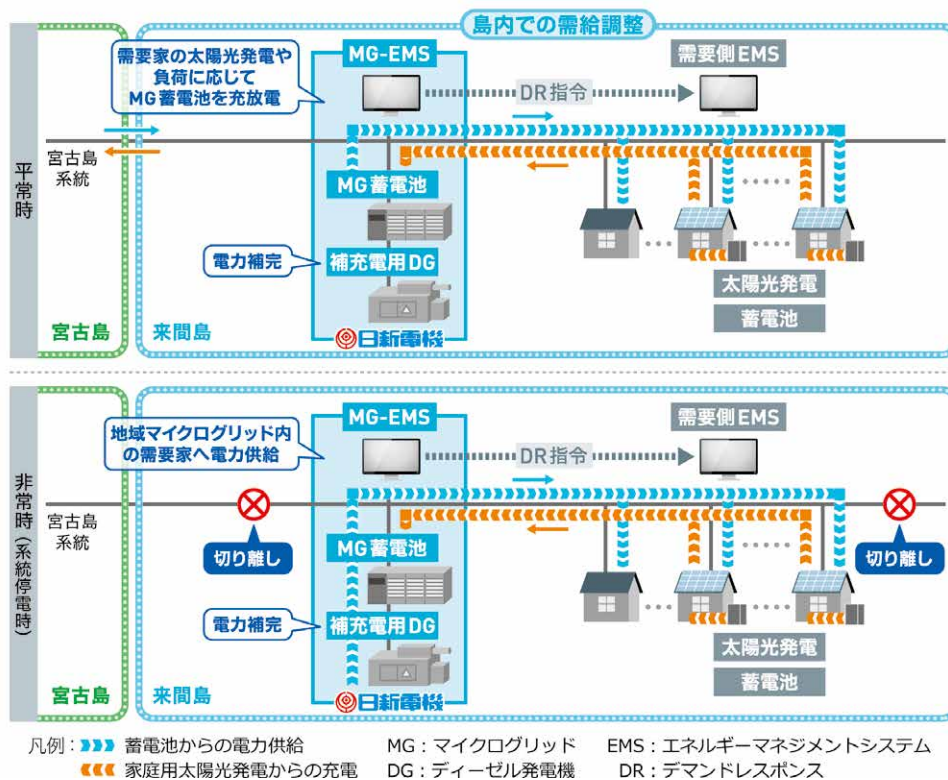 島内での需給調整
需要家の太陽光発電や
負荷に応じて
MG蓄電池を充放電
MG-EMS
DR指令
需要側EMS
平常時
宮古島
系統
MG蓄電池
電力補完
補充電用DG
太陽光発電
蓄電池
宮古島
来間島
日新電機
地域マイクログリッド内
の需要家へ電力供給
MG-EMS
DR指令
需要側EMS
非常時(系統停電時)
宮古島
系統
切り離し
MG蓄電池
切り離し
電力補完
補充電用DG
太陽光発電
蓄電池
宮古島
来間島
日新電機
凡例：蓄電池からの電力供給 MG：マイクログリッド EMS：エネルギーマネジメントシステム
家庭用太陽光発電からの充電 DG：ディーゼル発電機 DR：デマンドレスポンス